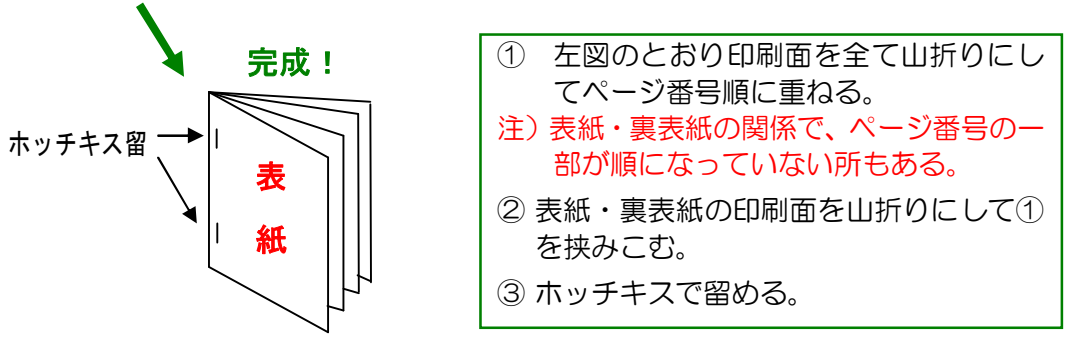 完成！
ホッチキス留
表
紙
①　左図のとおり印刷面を全て山折りにし
てページ番号順に重ねる。
注）表紙・裏表紙の関係で、ページ番号の一
部が順になっていない所もある。
② 表紙・裏表紙の印刷面を山折りにして①
を挟みこむ。
③ ホッチキスで留める。